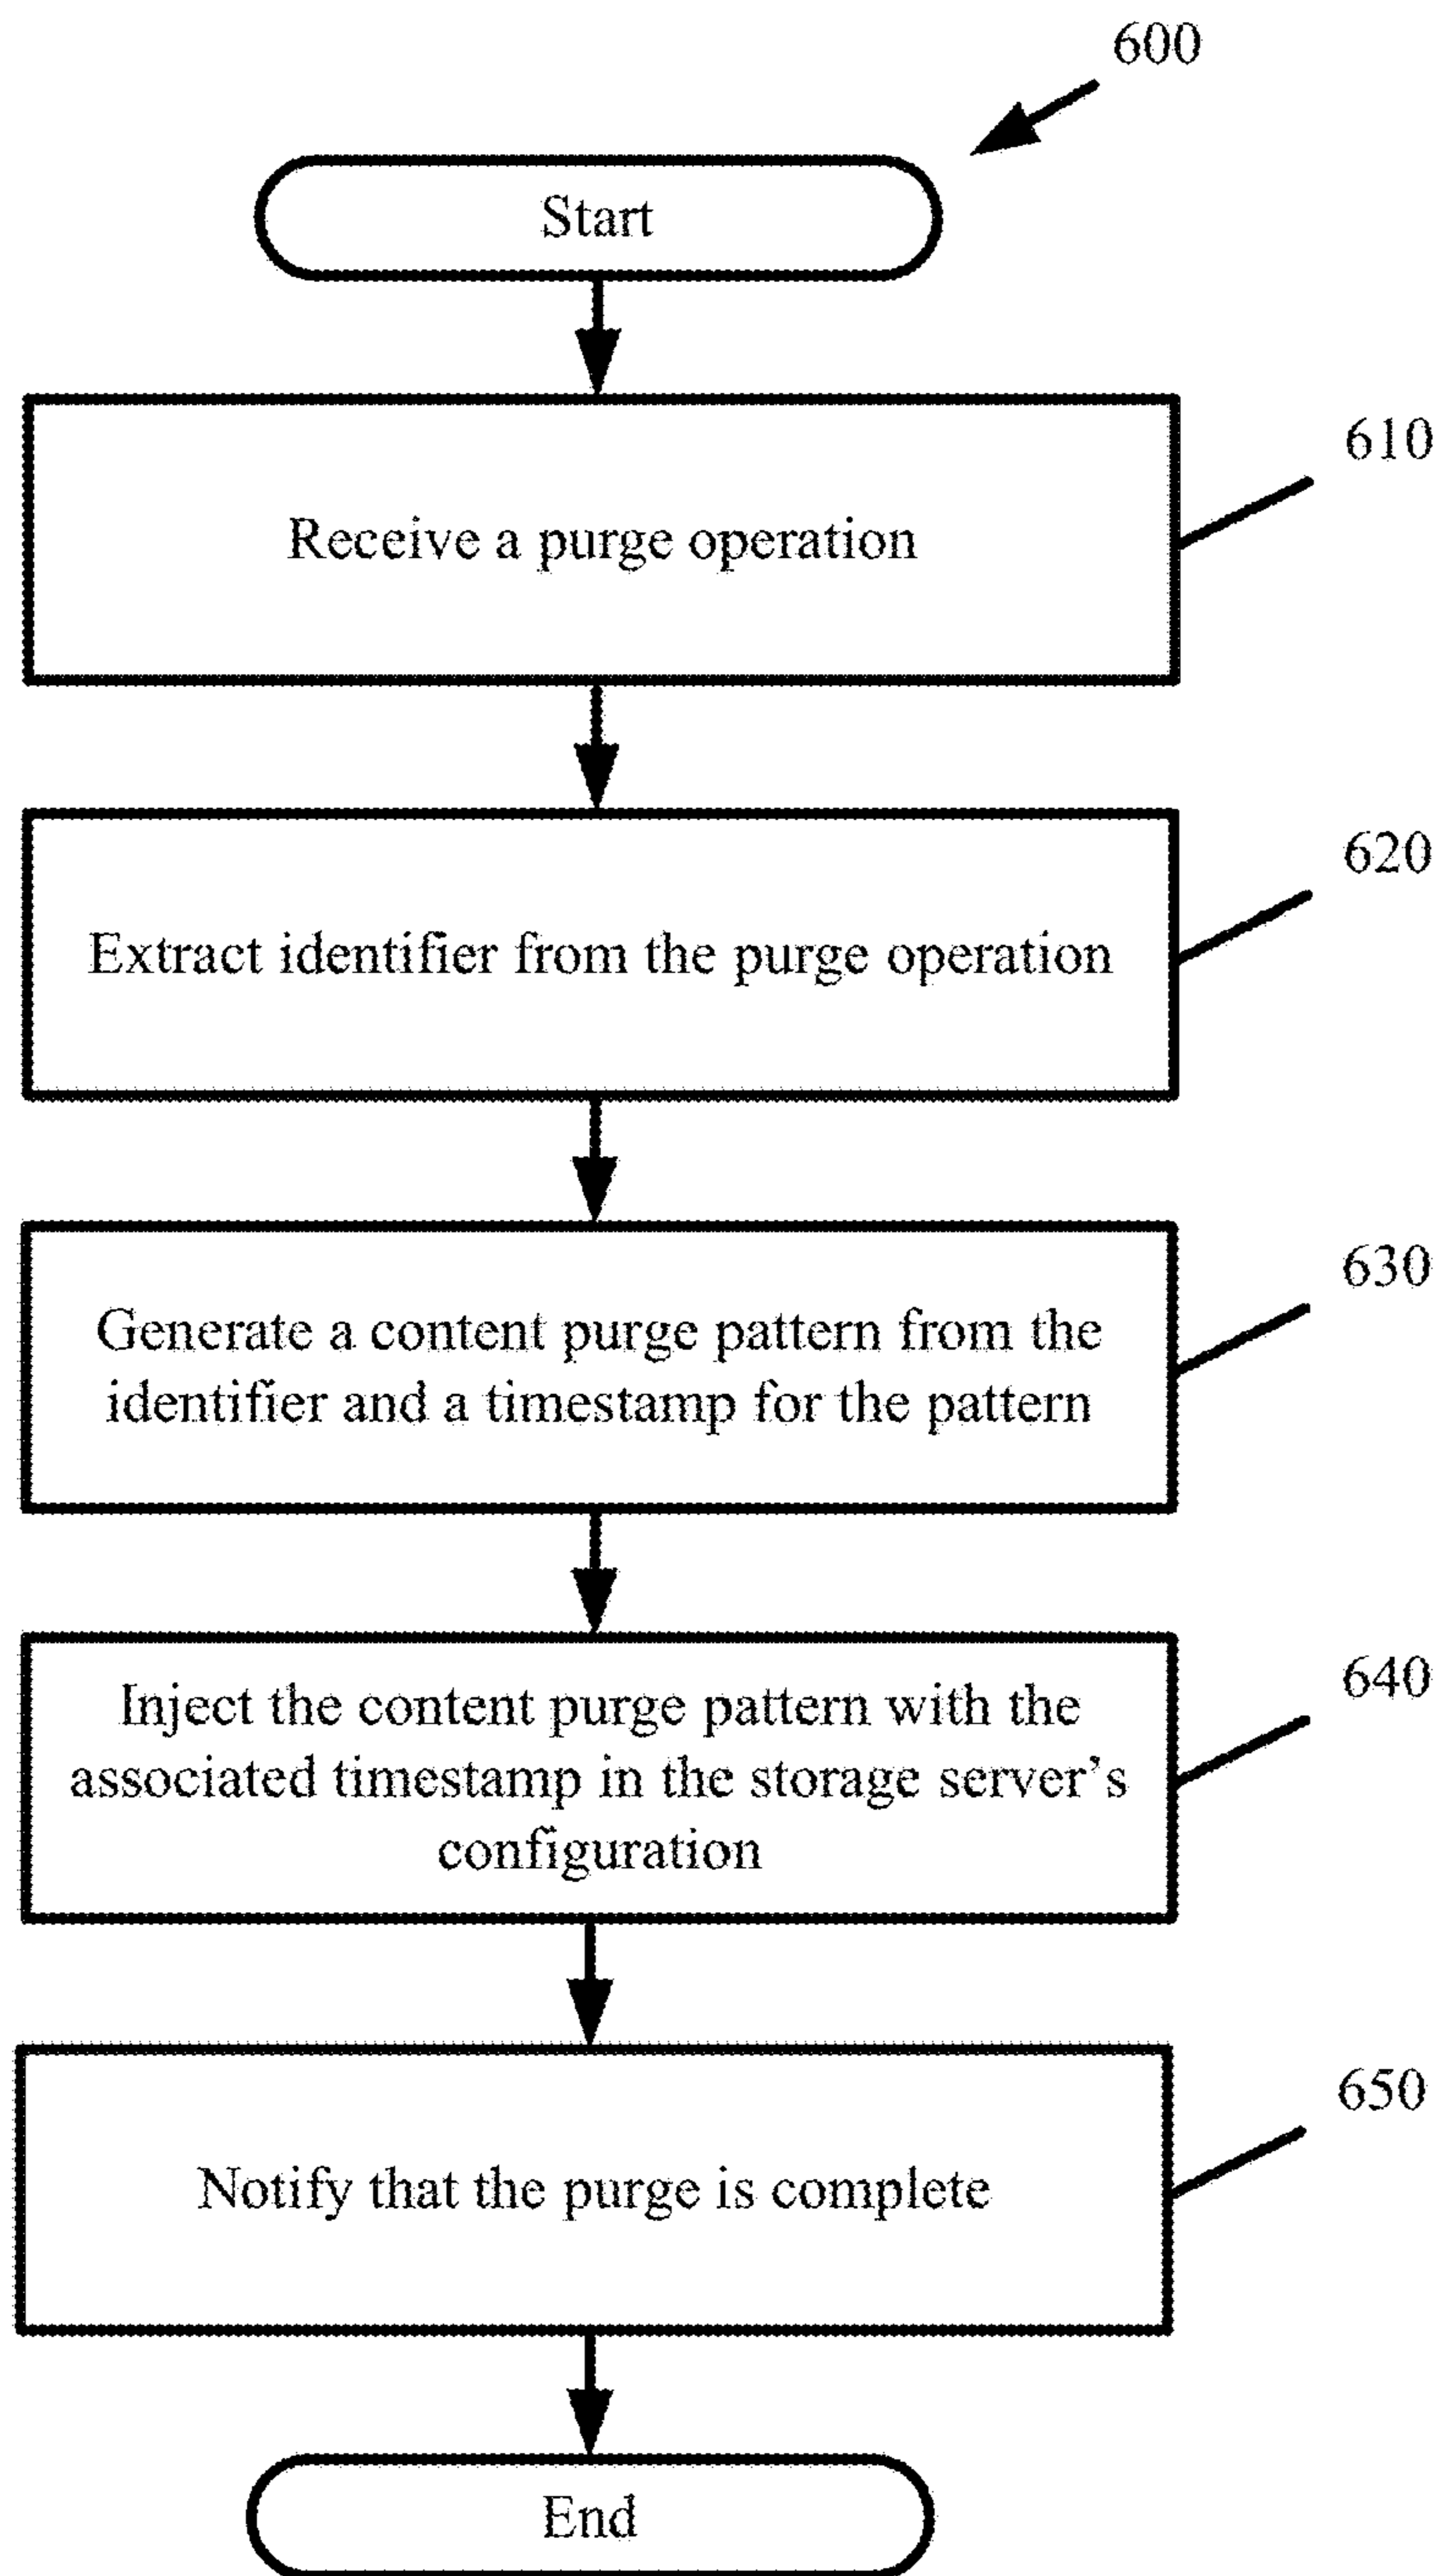 600
Start
610
Receive a purge operation
620
Extract identifier from the purge operation
630
Generate a content purge pattern from the
identifier and a timestamp for the pattern
640
Inject the content purge pattern with the
associated timestamp in the storage server's
configuration
650
Notify that the purge is complete
End